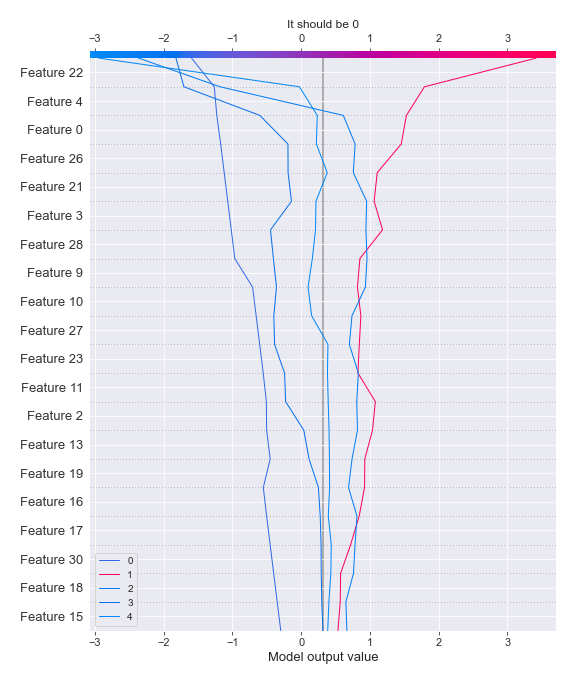 It should be 0
−3 −2 −1 0 1 2 3
Feature 22
Feature 4
Feature 0
Feature 26
Feature 21
Feature 3
Feature 28
Feature 9
Feature 10
Feature 27
Feature 23
Feature 11
Feature 2
Feature 13
Feature 19
Feature 16
Feature 17
Feature 30
Feature 18
Feature 15
0
1
2
3
4
−3 −2 −1 0 1 2 3
Model output value